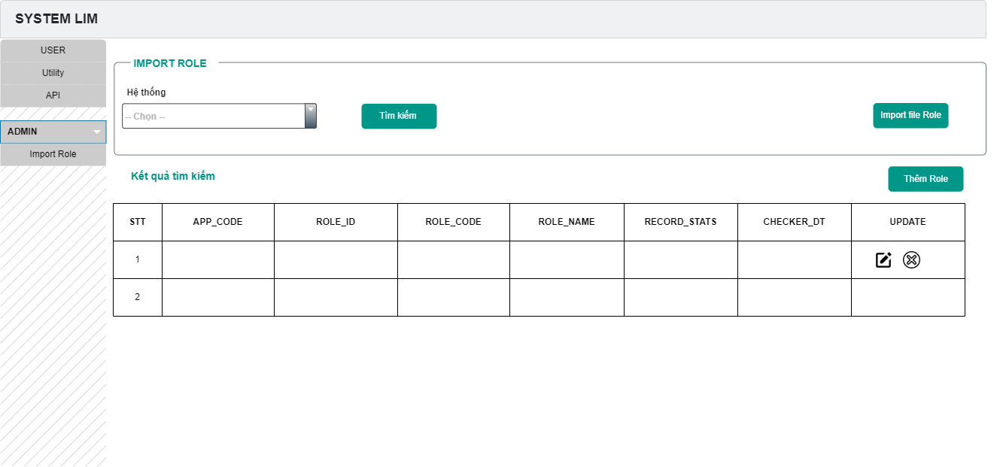 SYSTEM LIM
USER
Utility
API
ADMIN
Import Role
IMPORT ROLE
Hệ thống
-- Chọn --
Tìm kiếm
Import file Role
Kết quả tìm kiếm
Thêm Role
STT APP_CODE ROLE_ID ROLE_CODE ROLE_NAME RECORD_STATS CHECKER_DT UPDATE
1
2